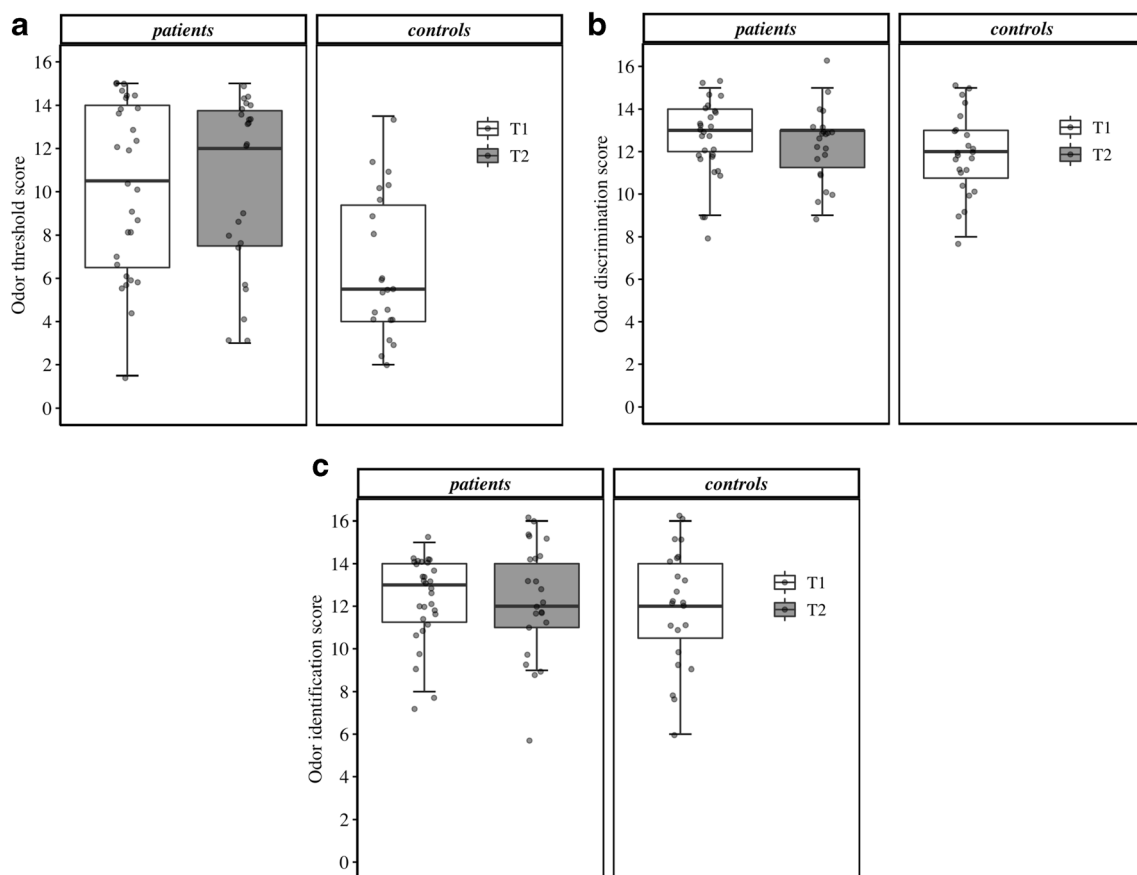 a
patients
controls
Odor threshold score
16
14
12
10
8
6
4
2
0
T1
T2
b
patients
controls
Odor discrimination score
16
14
12
10
8
6
4
2
0
T1
T2
c
patients
controls
Odor identification score
16
14
12
10
8
6
4
2
0
T1
T2